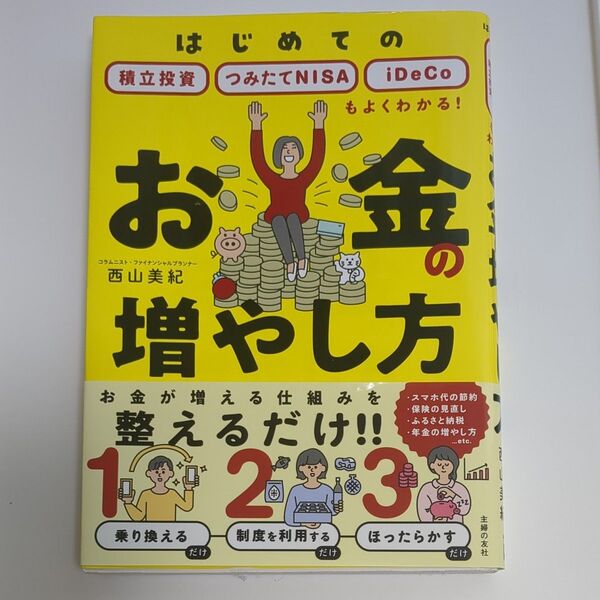 はじめての
積立投資 つみたてNISA iDeCo
もよくわかる!
お金の
コラムニスト・ファイナンシャルプランナー
西山美紀
増やし方
お金が増える仕組みを
整えるだけ!!
・スマホ代の節約
・保険の見直し
・ふるさと納税
・年金の増やし方
…etc.
1 2 3
乗り換えるだけ
制度を利用するだけ
ほったらかすだけ
zzz
西山美紀
主婦の友社